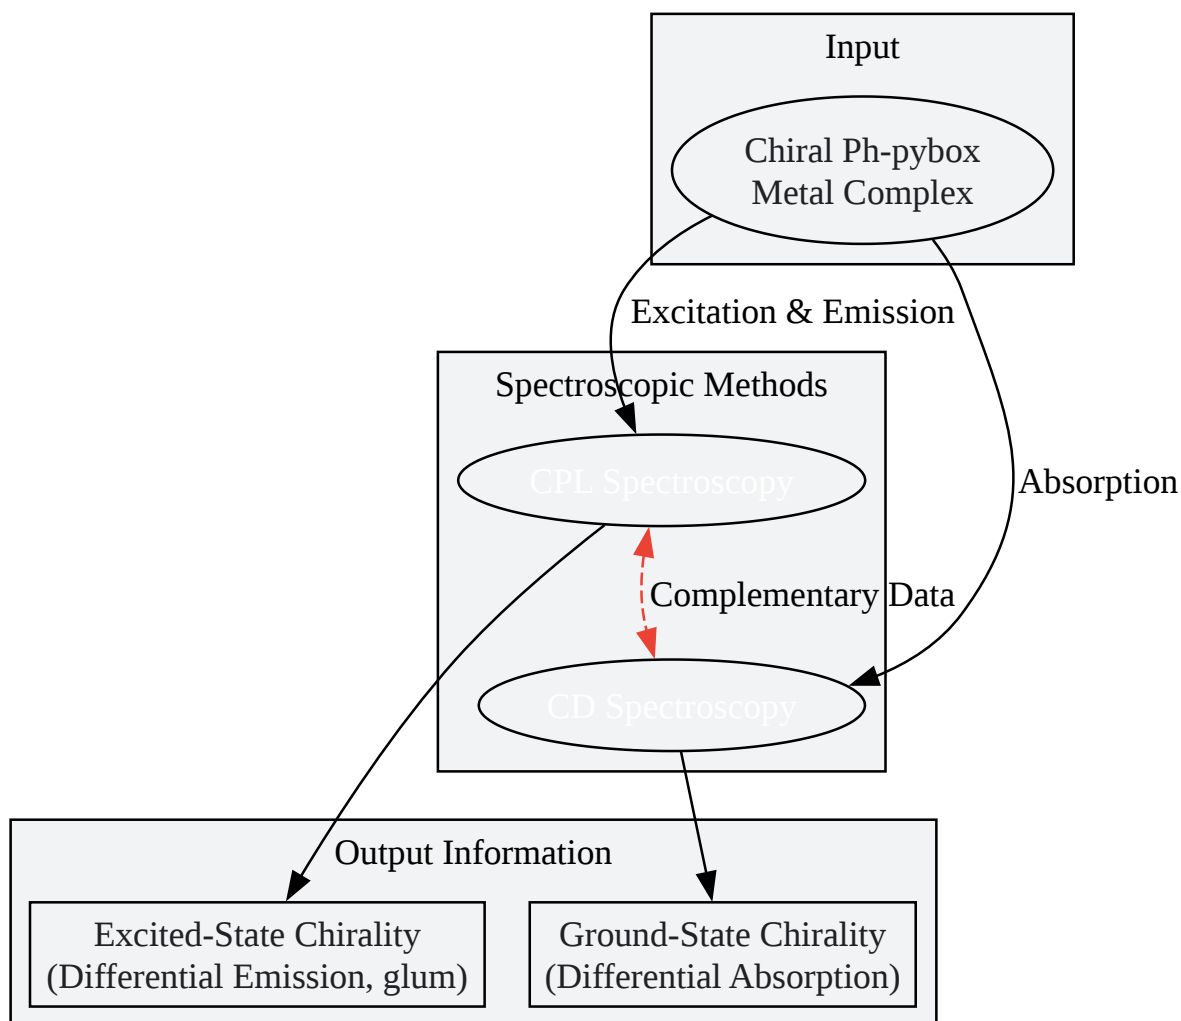 Input
Chiral Ph-pybox
Metal Complex
Excitation & Emission
Spectroscopic Methods
CPL Spectroscopy
Absorption
Complementary Data
CD Spectroscopy
Output Information
Excited-State Chirality
(Differential Emission, glum)
Ground-State Chirality
(Differential Absorption)